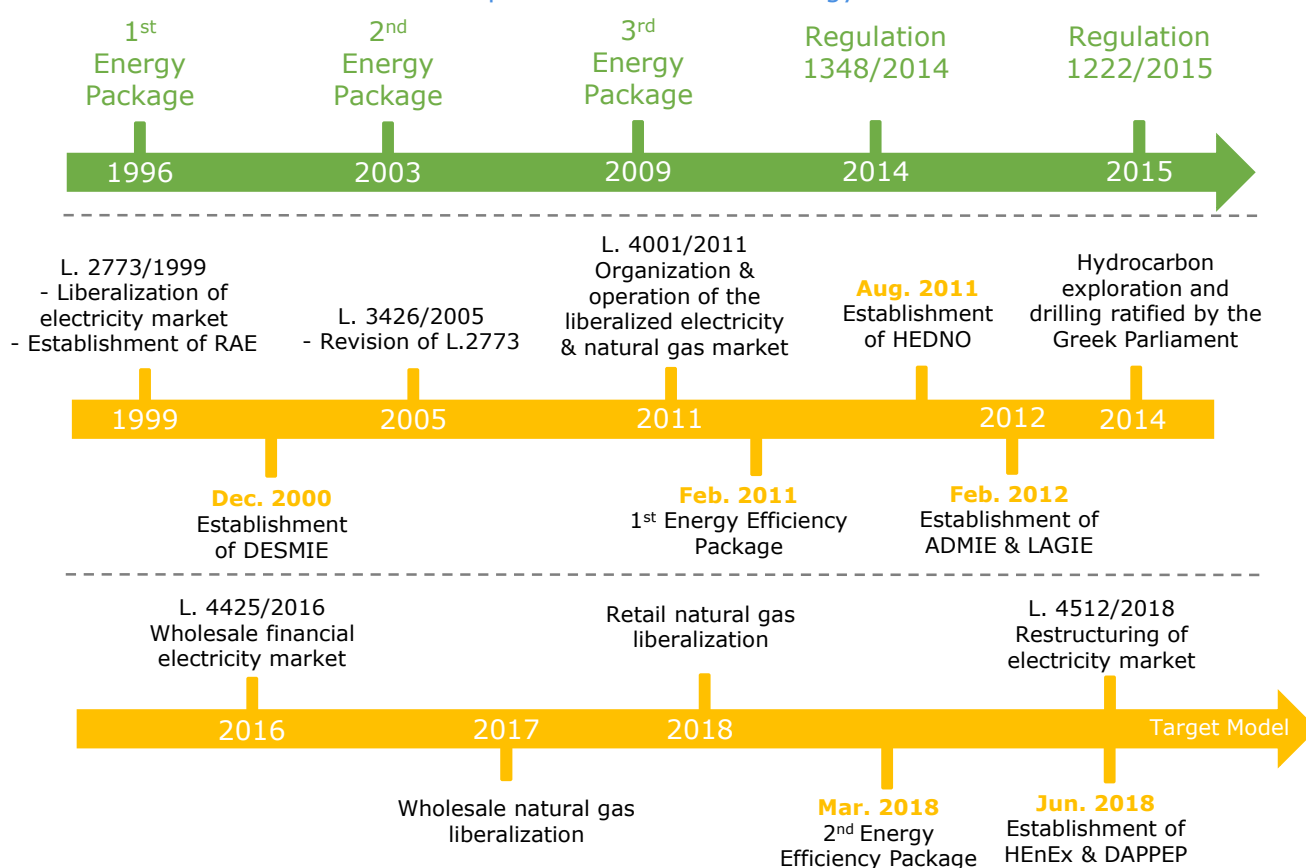 1st
Energy
Package
2nd
Energy
Package
3rd
Energy
Package
Regulation
1348/2014
Regulation
1222/2015
1996
2003
2009
2014
2015
L. 2773/1999
- Liberalization of
electricity market
- Establishment of RAE
L. 3426/2005
- Revision of L.2773
L. 4001/2011
Organization &
operation of the
liberalized electricity
& natural gas market
Aug. 2011
Establishment
of HEDNO
Hydrocarbon
exploration and
drilling ratified by the
Greek Parliament
1999
2005
2011
2012
2014
Dec. 2000
Establishment
of DESMIE
Feb. 2011
1st Energy Efficiency
Package
Feb. 2012
Establishment of
ADMIE & LAGIE
L. 4425/2016
Wholesale financial
electricity market
Retail natural gas
liberalization
L. 4512/2018
Restructuring of
electricity market
2016
2017
2018
Target Model
Wholesale natural gas
liberalization
Mar. 2018
2nd Energy
Efficiency Package
Jun. 2018
Establishment of
HEnEx & DAPPEP